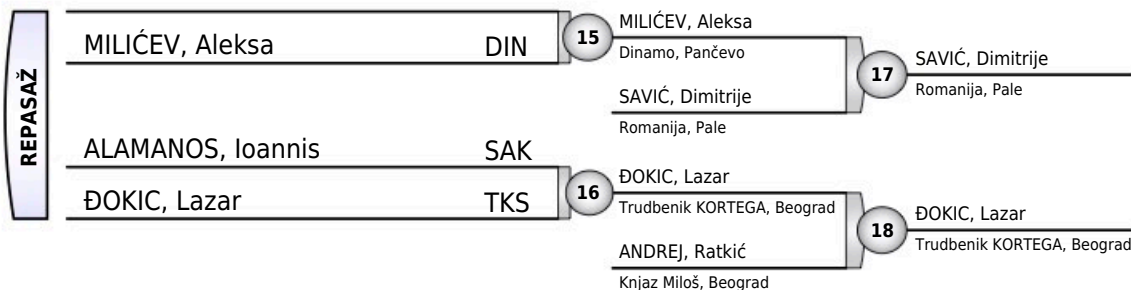 REPASAŽ
MILIĆEV, Aleksa DIN
15
MILIĆEV, Aleksa
Dinamo, Pančevo
SAVIĆ, Dimitrije
Romanija, Pale
17
SAVIĆ, Dimitrije
Romanija, Pale
ALAMANOS, Ioannis SAK
ĐOKIC, Lazar TKS
16
ĐOKIC, Lazar
Trudbenik KORTEGA, Beograd
ANDREJ, Ratkić
Knjaz Miloš, Beograd
18
ĐOKIC, Lazar
Trudbenik KORTEGA, Beograd